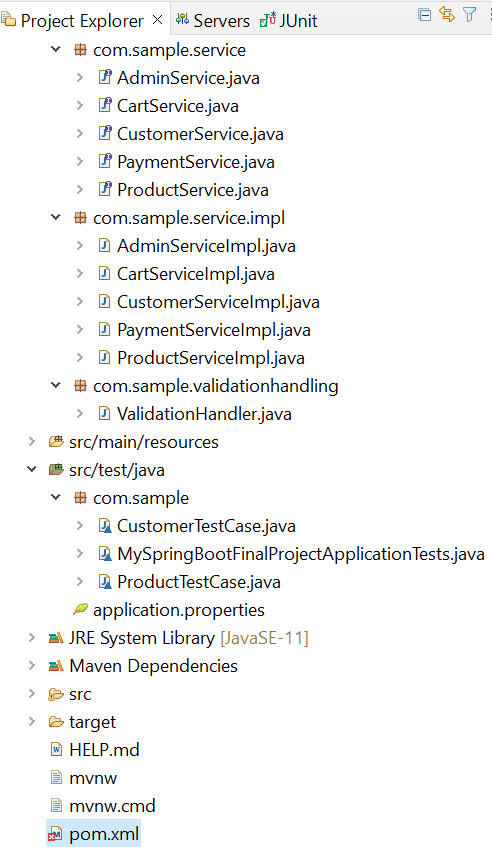 Project Explorer Servers JUnit
com.sample.service
AdminService.java
CartService.java
CustomerService.java
PaymentService.java
ProductService.java
com.sample.service.impl
AdminServiceImpl.java
CartServiceImpl.java
CustomerServiceImpl.java
PaymentServiceImpl.java
ProductServiceImpl.java
com.sample.validationhandling
ValidationHandler.java
src/main/resources
src/test/java
com.sample
CustomerTestCase.java
MySpringBootFinalProjectApplicationTests.java
ProductTestCase.java
application.properties
JRE System Library [JavaSE-11]
Maven Dependencies
src
target
HELP.md
mvnw
mvnw.cmd
pom.xml